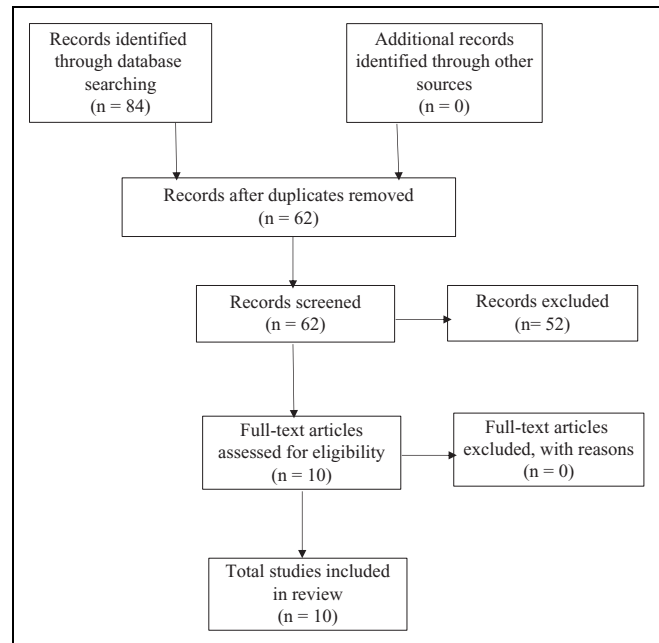 Records identified
through database
searching
(n = 84)
Additional records
identified through other
sources
(n = 0)
Records after duplicates removed
(n = 62)
Records screened
(n = 62)
Records excluded
(n= 52)
Full-text articles
assessed for eligibility
(n = 10)
Full-text articles
excluded, with reasons
(n = 0)
Total studies included
in review
(n = 10)